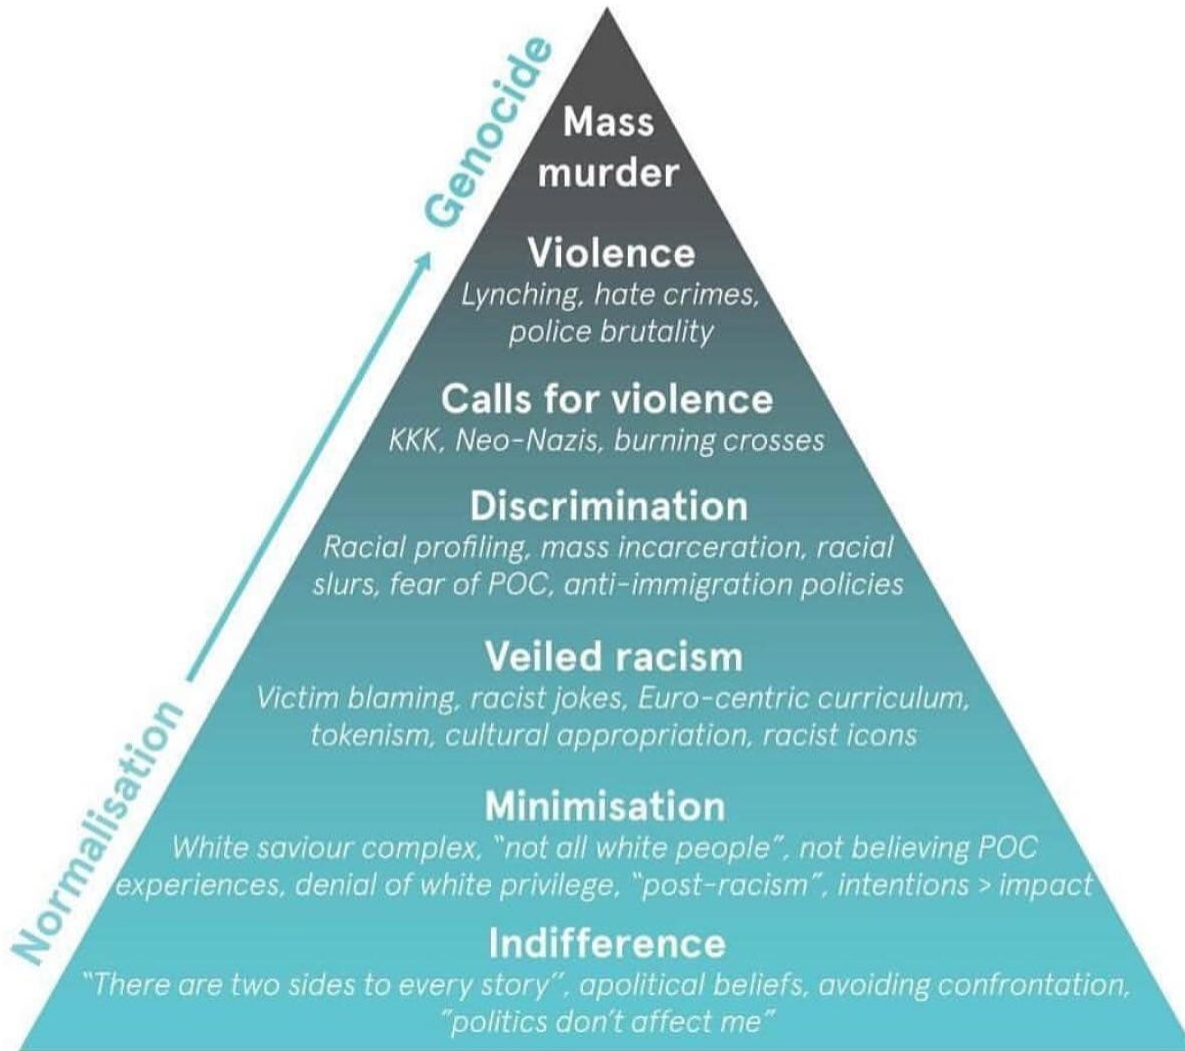 Genocide
Normalisation
Mass
murder
Violence
Lynching, hate crimes,
police brutality
Calls for violence
KKK, Neo-Nazis, burning crosses
Discrimination
Racial profiling, mass incarceration, racial
slurs, fear of POC, anti-immigration policies
Veiled racism
Victim blaming, racist jokes, Euro-centric curriculum,
tokenism, cultural appropriation, racist icons
Minimisation
White saviour complex, “not all white people”, not believing POC
experiences, denial of white privilege, “post-racism”, intentions > impact
Indifference
“There are two sides to every story”, apolitical beliefs, avoiding confrontation,
“politics don’t affect me”